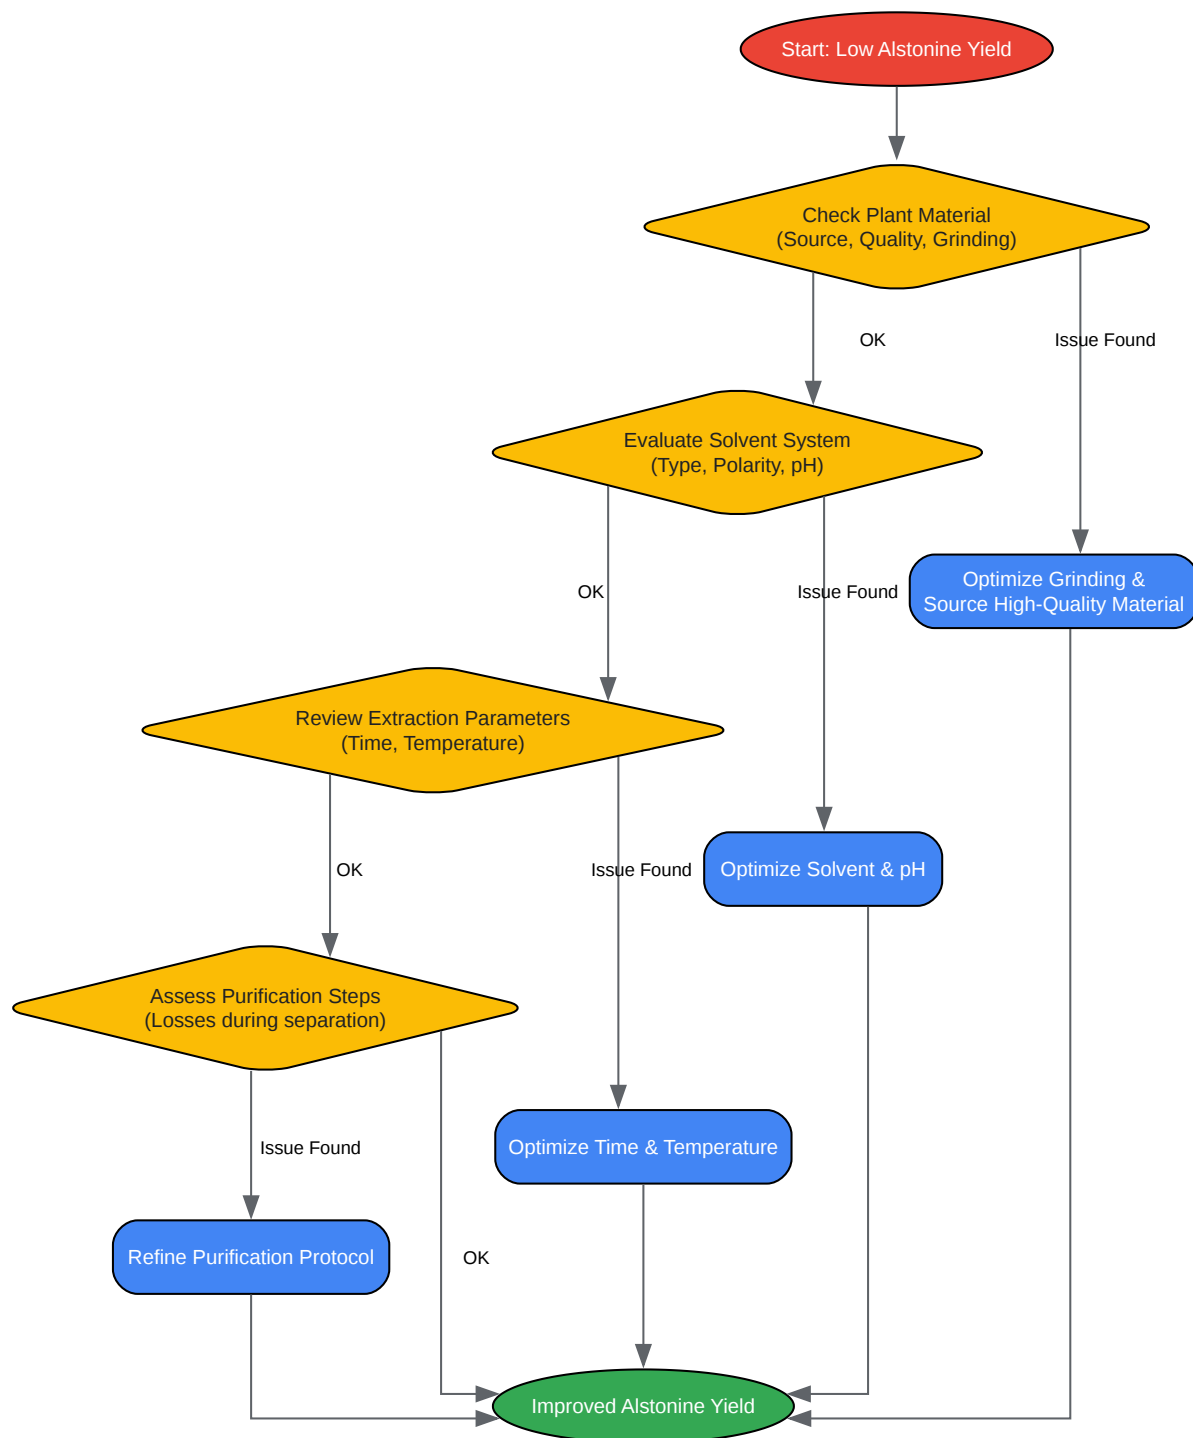 Start: Low Alstonine Yield
Check Plant Material
(Source, Quality, Grinding)
OK
Issue Found
Evaluate Solvent System
(Type, Polarity, pH)
OK
Issue Found
Optimize Grinding &
Source High-Quality Material
Review Extraction Parameters
(Time, Temperature)
OK
Issue Found
Optimize Solvent & pH
Assess Purification Steps
(Losses during separation)
Issue Found
Optimize Time & Temperature
Refine Purification Protocol
OK
Improved Alstonine Yield